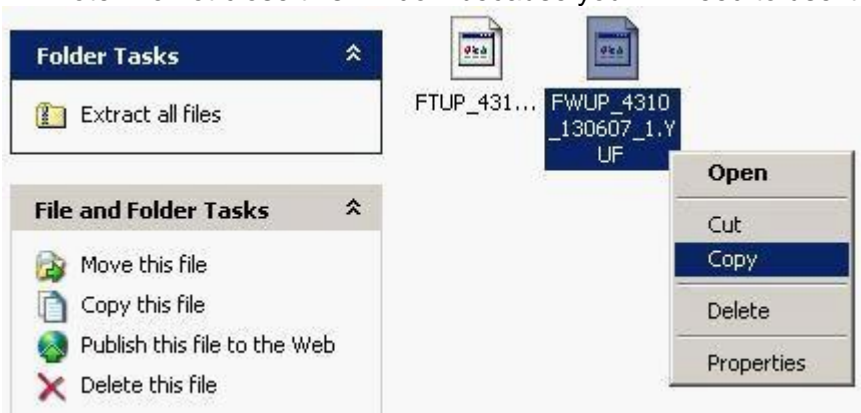 Folder Tasks
Extract all files
File and Folder Tasks
Move this file
Copy this file
Publish this file to the Web
Delete this file
FTUP_431...
FWUP_4310
_130607_1.Y
UF
Open
Cut
Copy
Delete
Properties